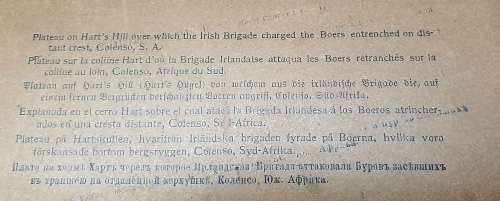 Plateau on Hart's Hill over which the Irish Brigade charged the Boers entrenched on dis-
tant crest, Colenso, S. A.
Plateau sur la colline Hart d'où la Brigade Irlandaise attaqua les Boers retranchés sur la
colline au loin, Colenso, Afrique du Sud.
Plateau auf Hart's Hill (Hart's Hügel) von welchem aus die irländische Brigade die, auf
einem fernen Bergrücken verschanzten Boeren angriff, Colenso, Süd-Afrika.
Explanada en el cerro Hart sobre el cual atacó la Brigada Irlandesa á los Boeros atrincher-
ados en una cresta distante, Colenso, Sud-Africa.
Plateau på Hartskullen, hvarifrån Irländska brigaden fyrade på Boerna, hvilka voro
förskansade bortom bergsryggen, Colenso, Syd-Afrika.
Плато на холмѣ Хартъ черезъ которое Ирландская Бригада аттаковали Буровъ засѣвшихъ
въ траншею на отдаленной верхушкѣ, Коленсо, Юж. Африка.